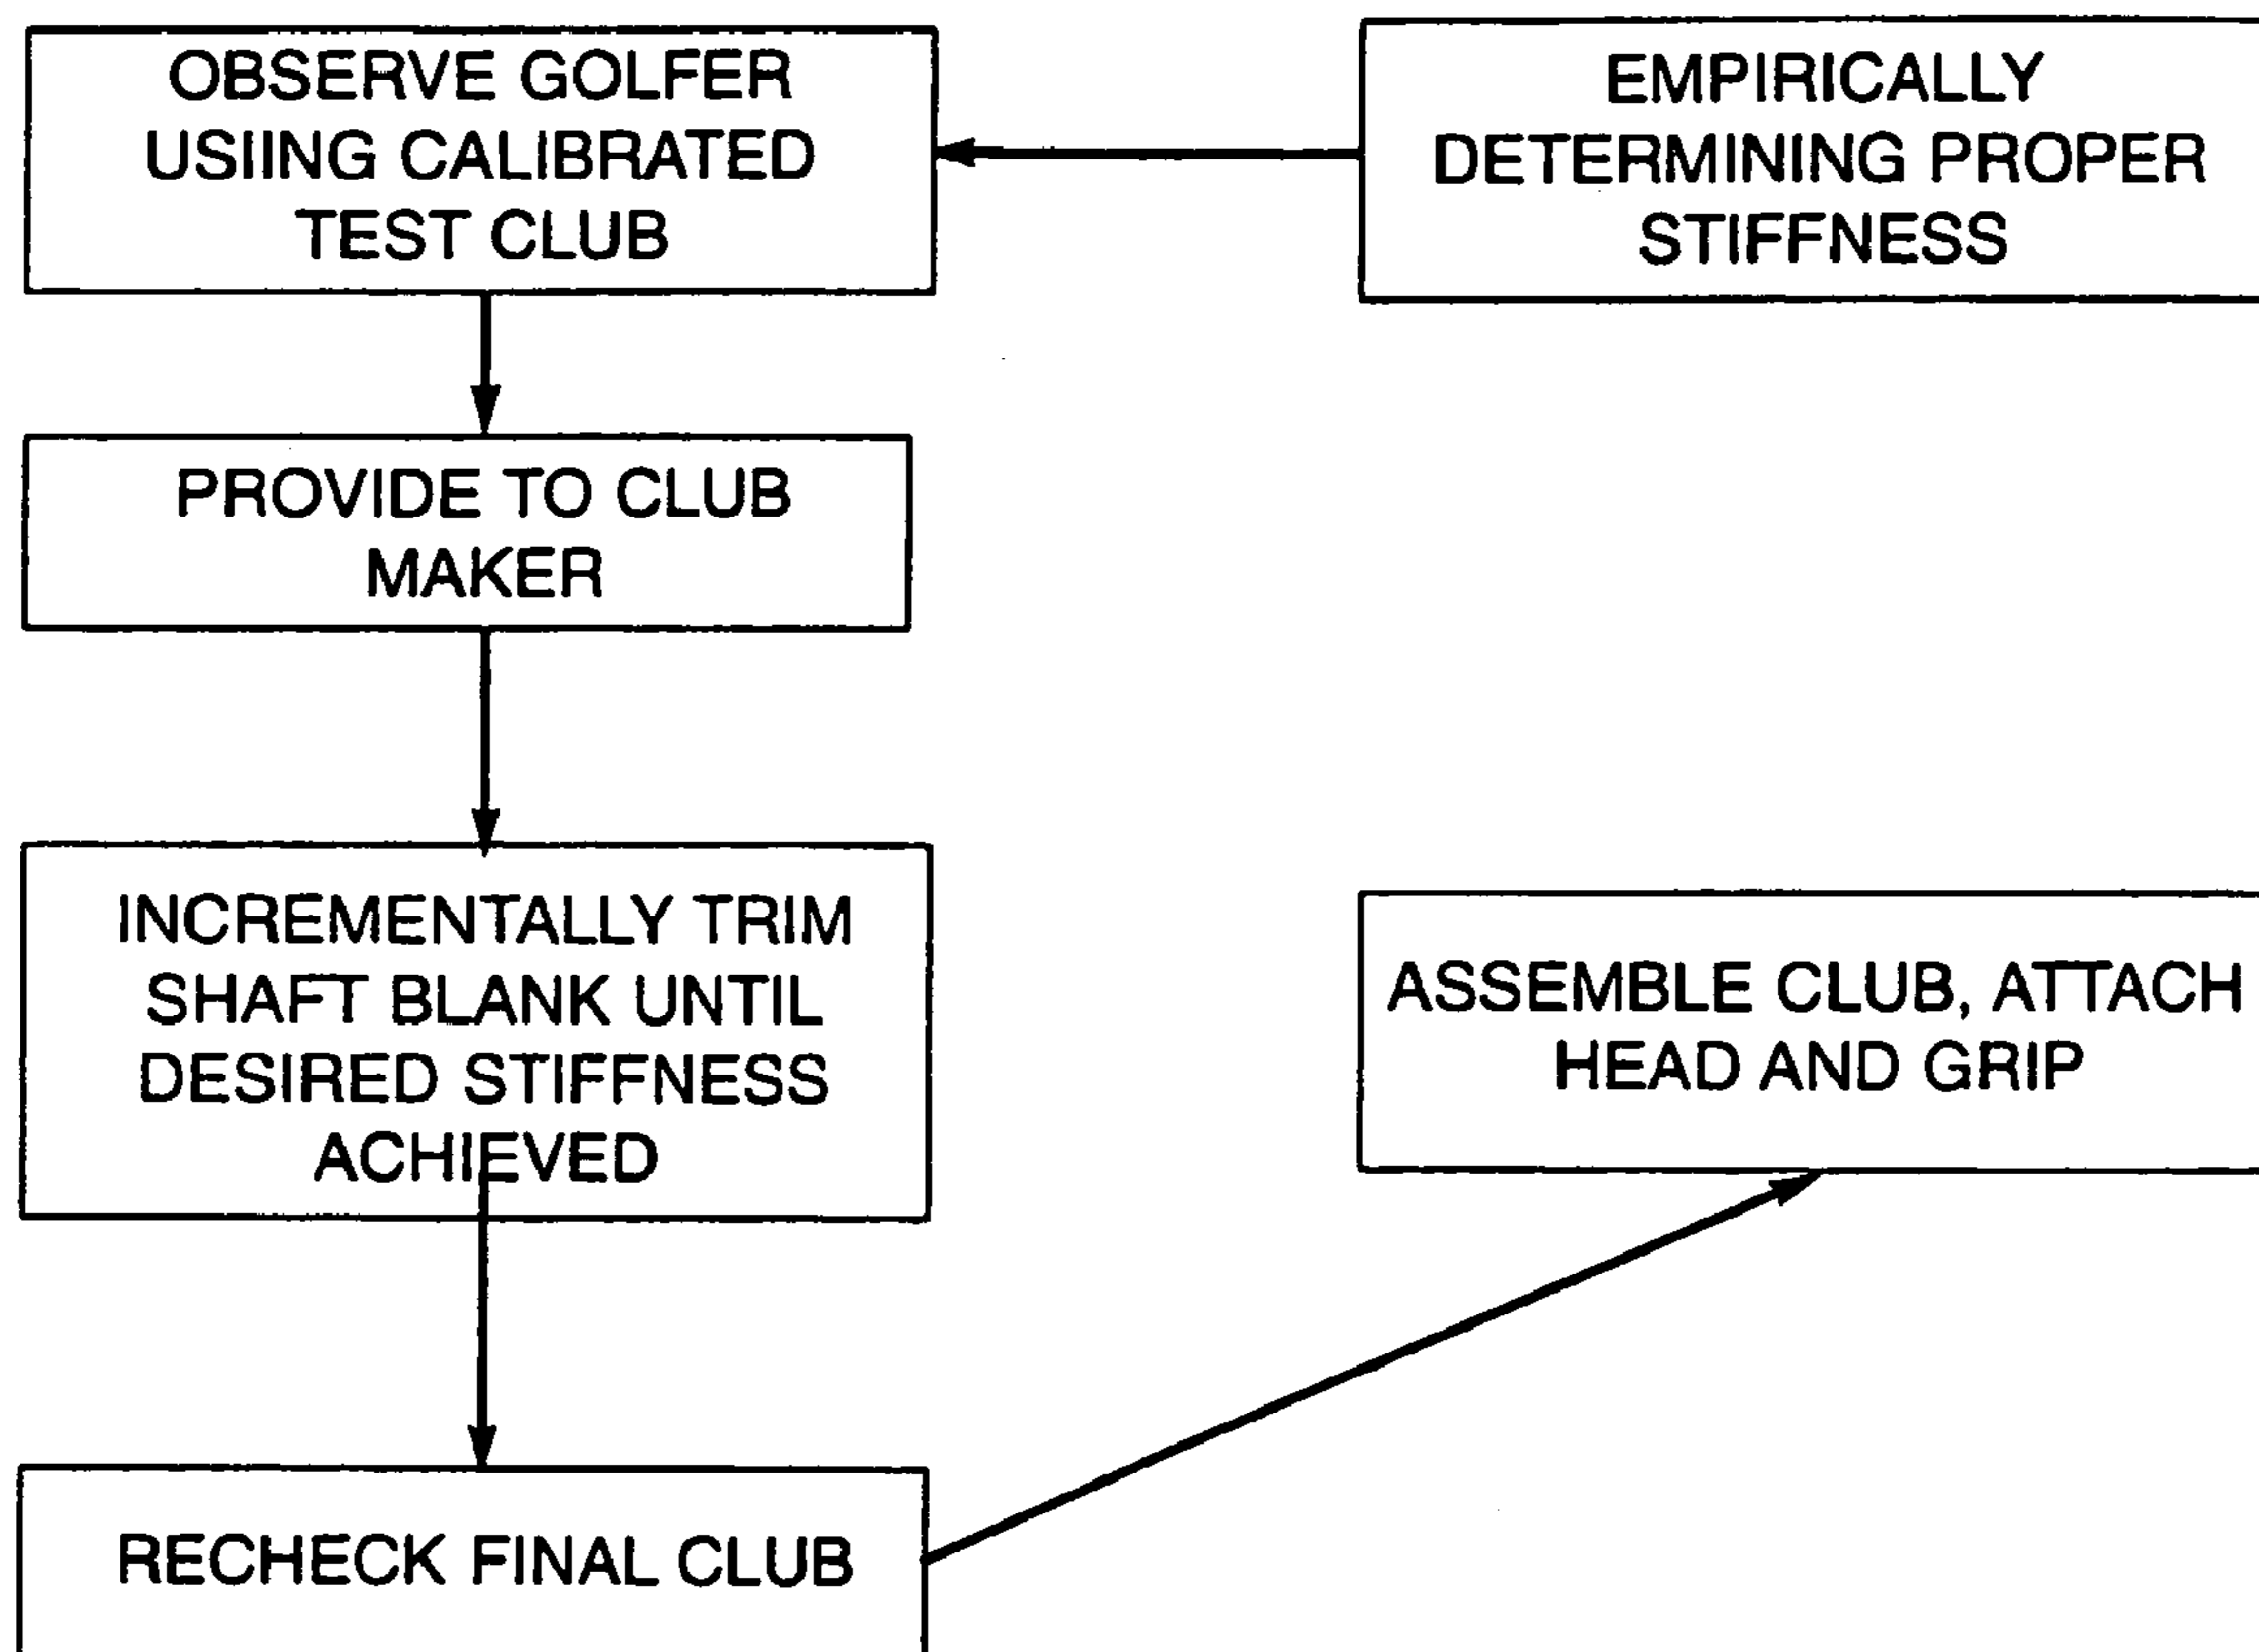 OBSERVE GOLFER
USIING CALIBRATED
TEST CLUB
EMPIRICALLY
DETERMINING PROPER
STIFFNESS
PROVIDE TO CLUB
MAKER
INCREMENTALLY TRIM
SHAFT BLANK UNTIL
DESIRED STIFFNESS
ACHIEVED
ASSEMBLE CLUB, ATTACH
HEAD AND GRIP
RECHECK FINAL CLUB